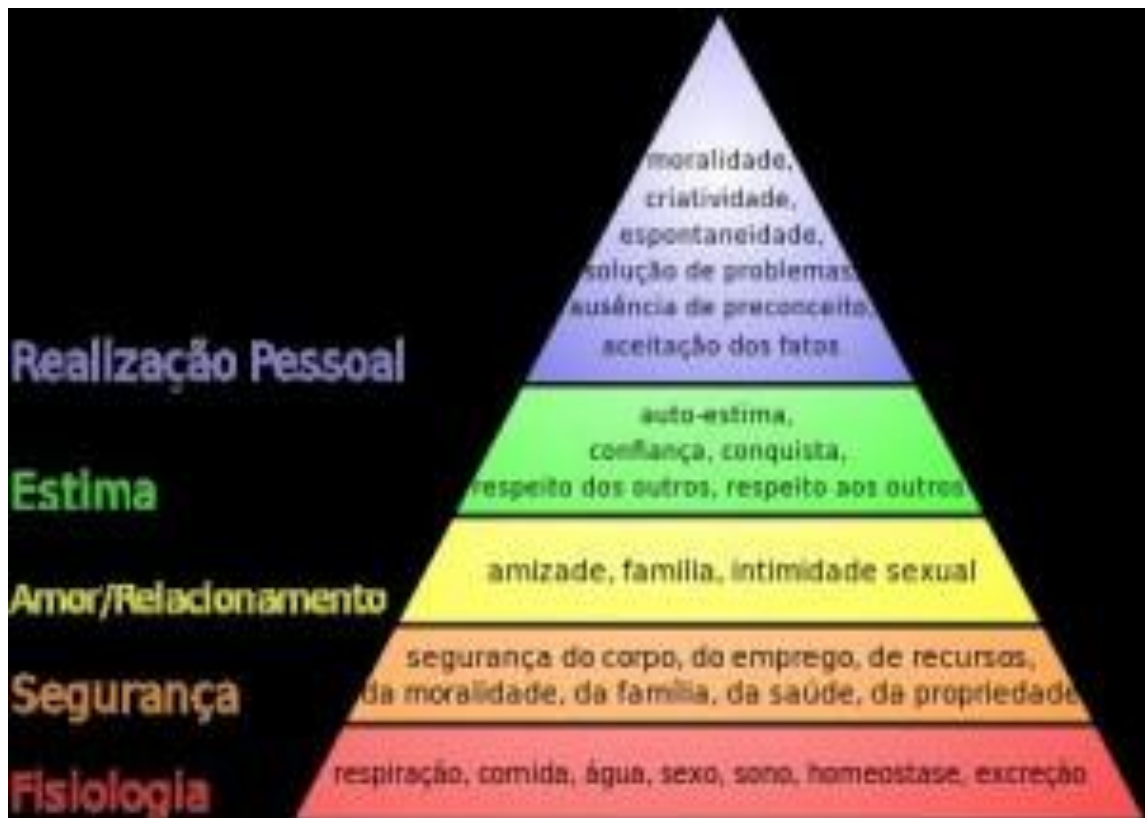 moralidade,
criatividade,
espontaneidade,
solução de problemas,
ausência de preconceito,
aceitação dos fatos
Realização Pessoal
auto-estima,
confiança, conquista,
respeito dos outros, respeito aos outros
Estima
amizade, família, intimidade sexual
Amor/Relacionamento
segurança do corpo, do emprego, de recursos,
da moralidade, da família, da saúde, da propriedade
Segurança
respiração, comida, água, sexo, sono, homeostase, excreção
Fisiologia